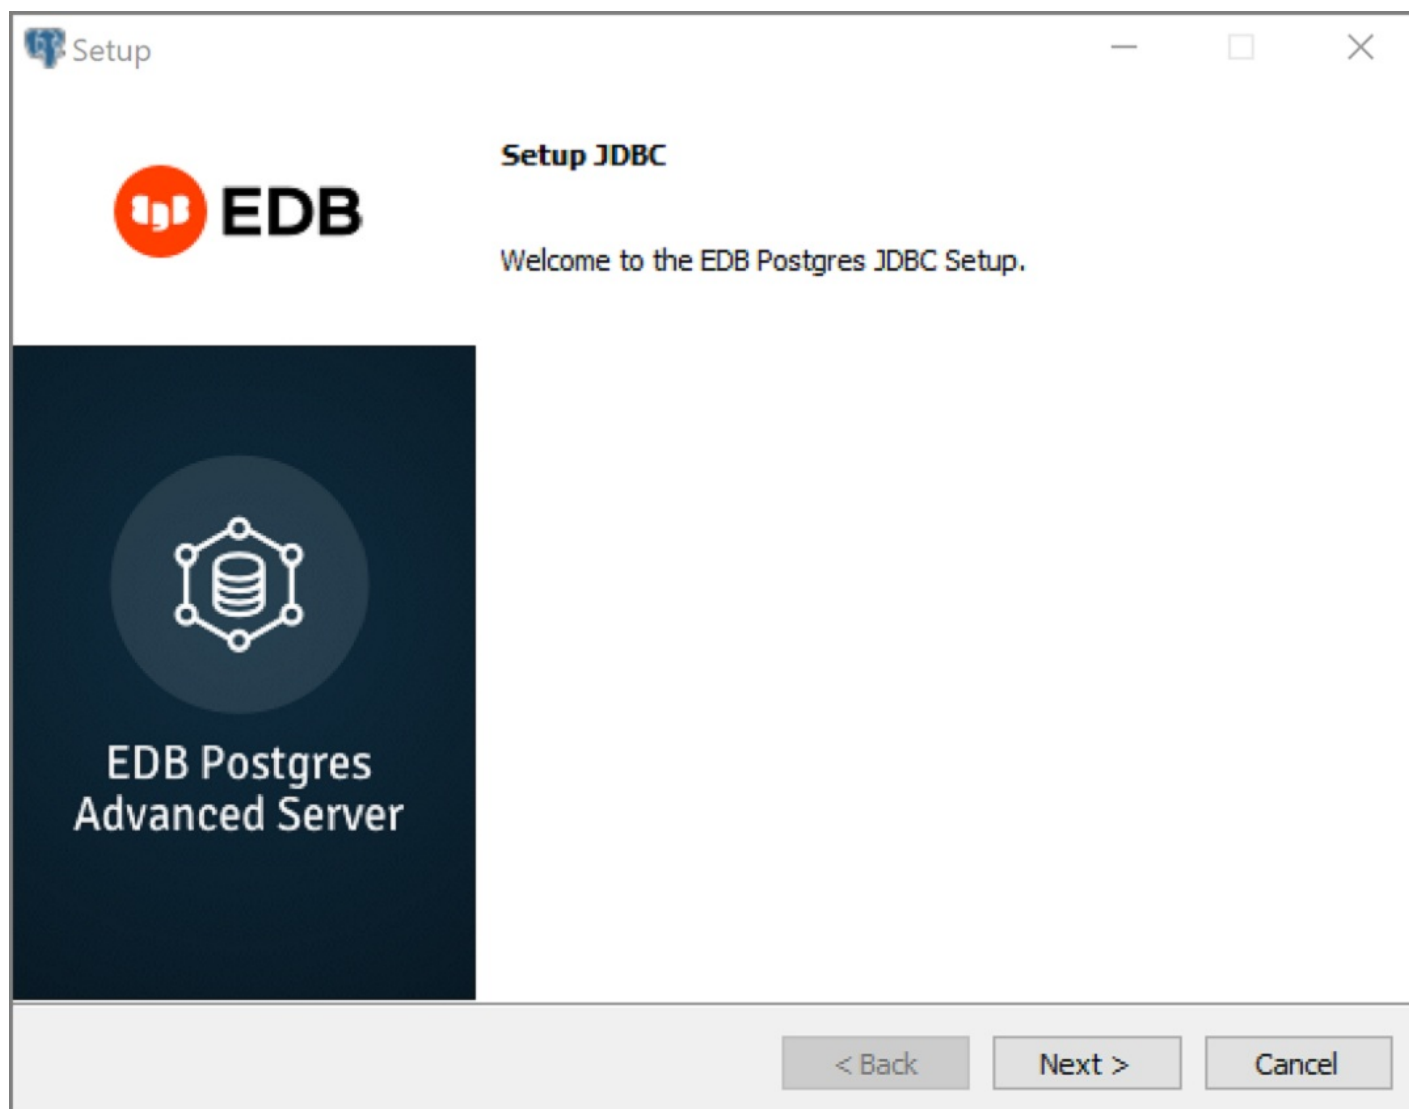 Setup
EDB
Setup JDBC
Welcome to the EDB Postgres JDBC Setup.
EDB Postgres
Advanced Server
< Back
Next >
Cancel